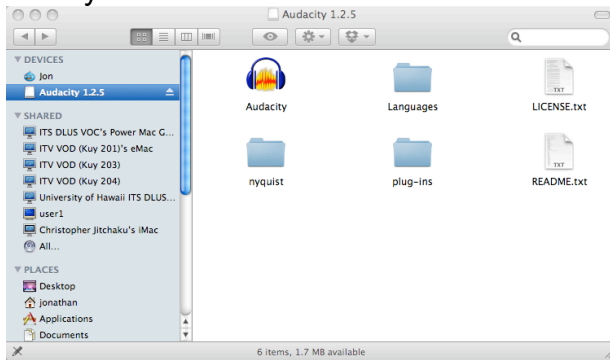 Audacity 1.2.5
DEVICES
Jon
Audacity 1.2.5
SHARED
ITS DLUS VOC's Power Mac G...
ITV VOD (Kuy 201)'s eMac
ITV VOD (Kuy 203)
ITV VOD (Kuy 204)
University of Hawaii ITS DLUS...
user1
Christopher Jitchaku's iMac
All...
PLACES
Desktop
jonathan
Applications
Documents
Audacity
Languages
TXT
LICENSE.txt
nyquist
plug-ins
TXT
README.txt
6 items, 1.7 MB available